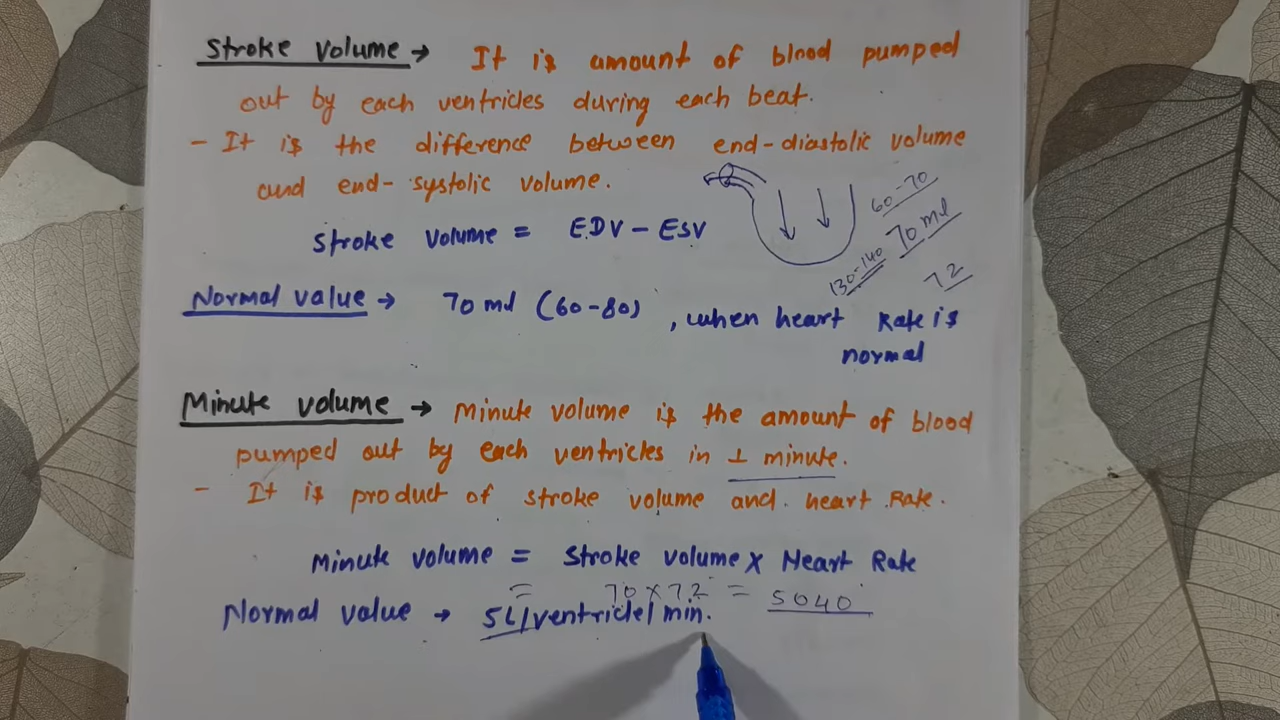 Stroke Volume → It is amount of blood pumped
out by each ventricles during each beat.
- It is the difference between end-diastolic volume
and end-systolic volume.
60-70
Stroke Volume = EDV - ESV
70 ml
130-140
72
Normal value → 70 ml (60-80), when heart Rate is
normal
Minute volume → Minute volume is the amount of blood
pumped out by each ventricles in 1 minute.
- It is product of stroke volume and heart Rate.
Minute volume = Stroke volume x Heart Rate
= 70 x 72 = 5040
Normal value → 5L/ventricle/min.